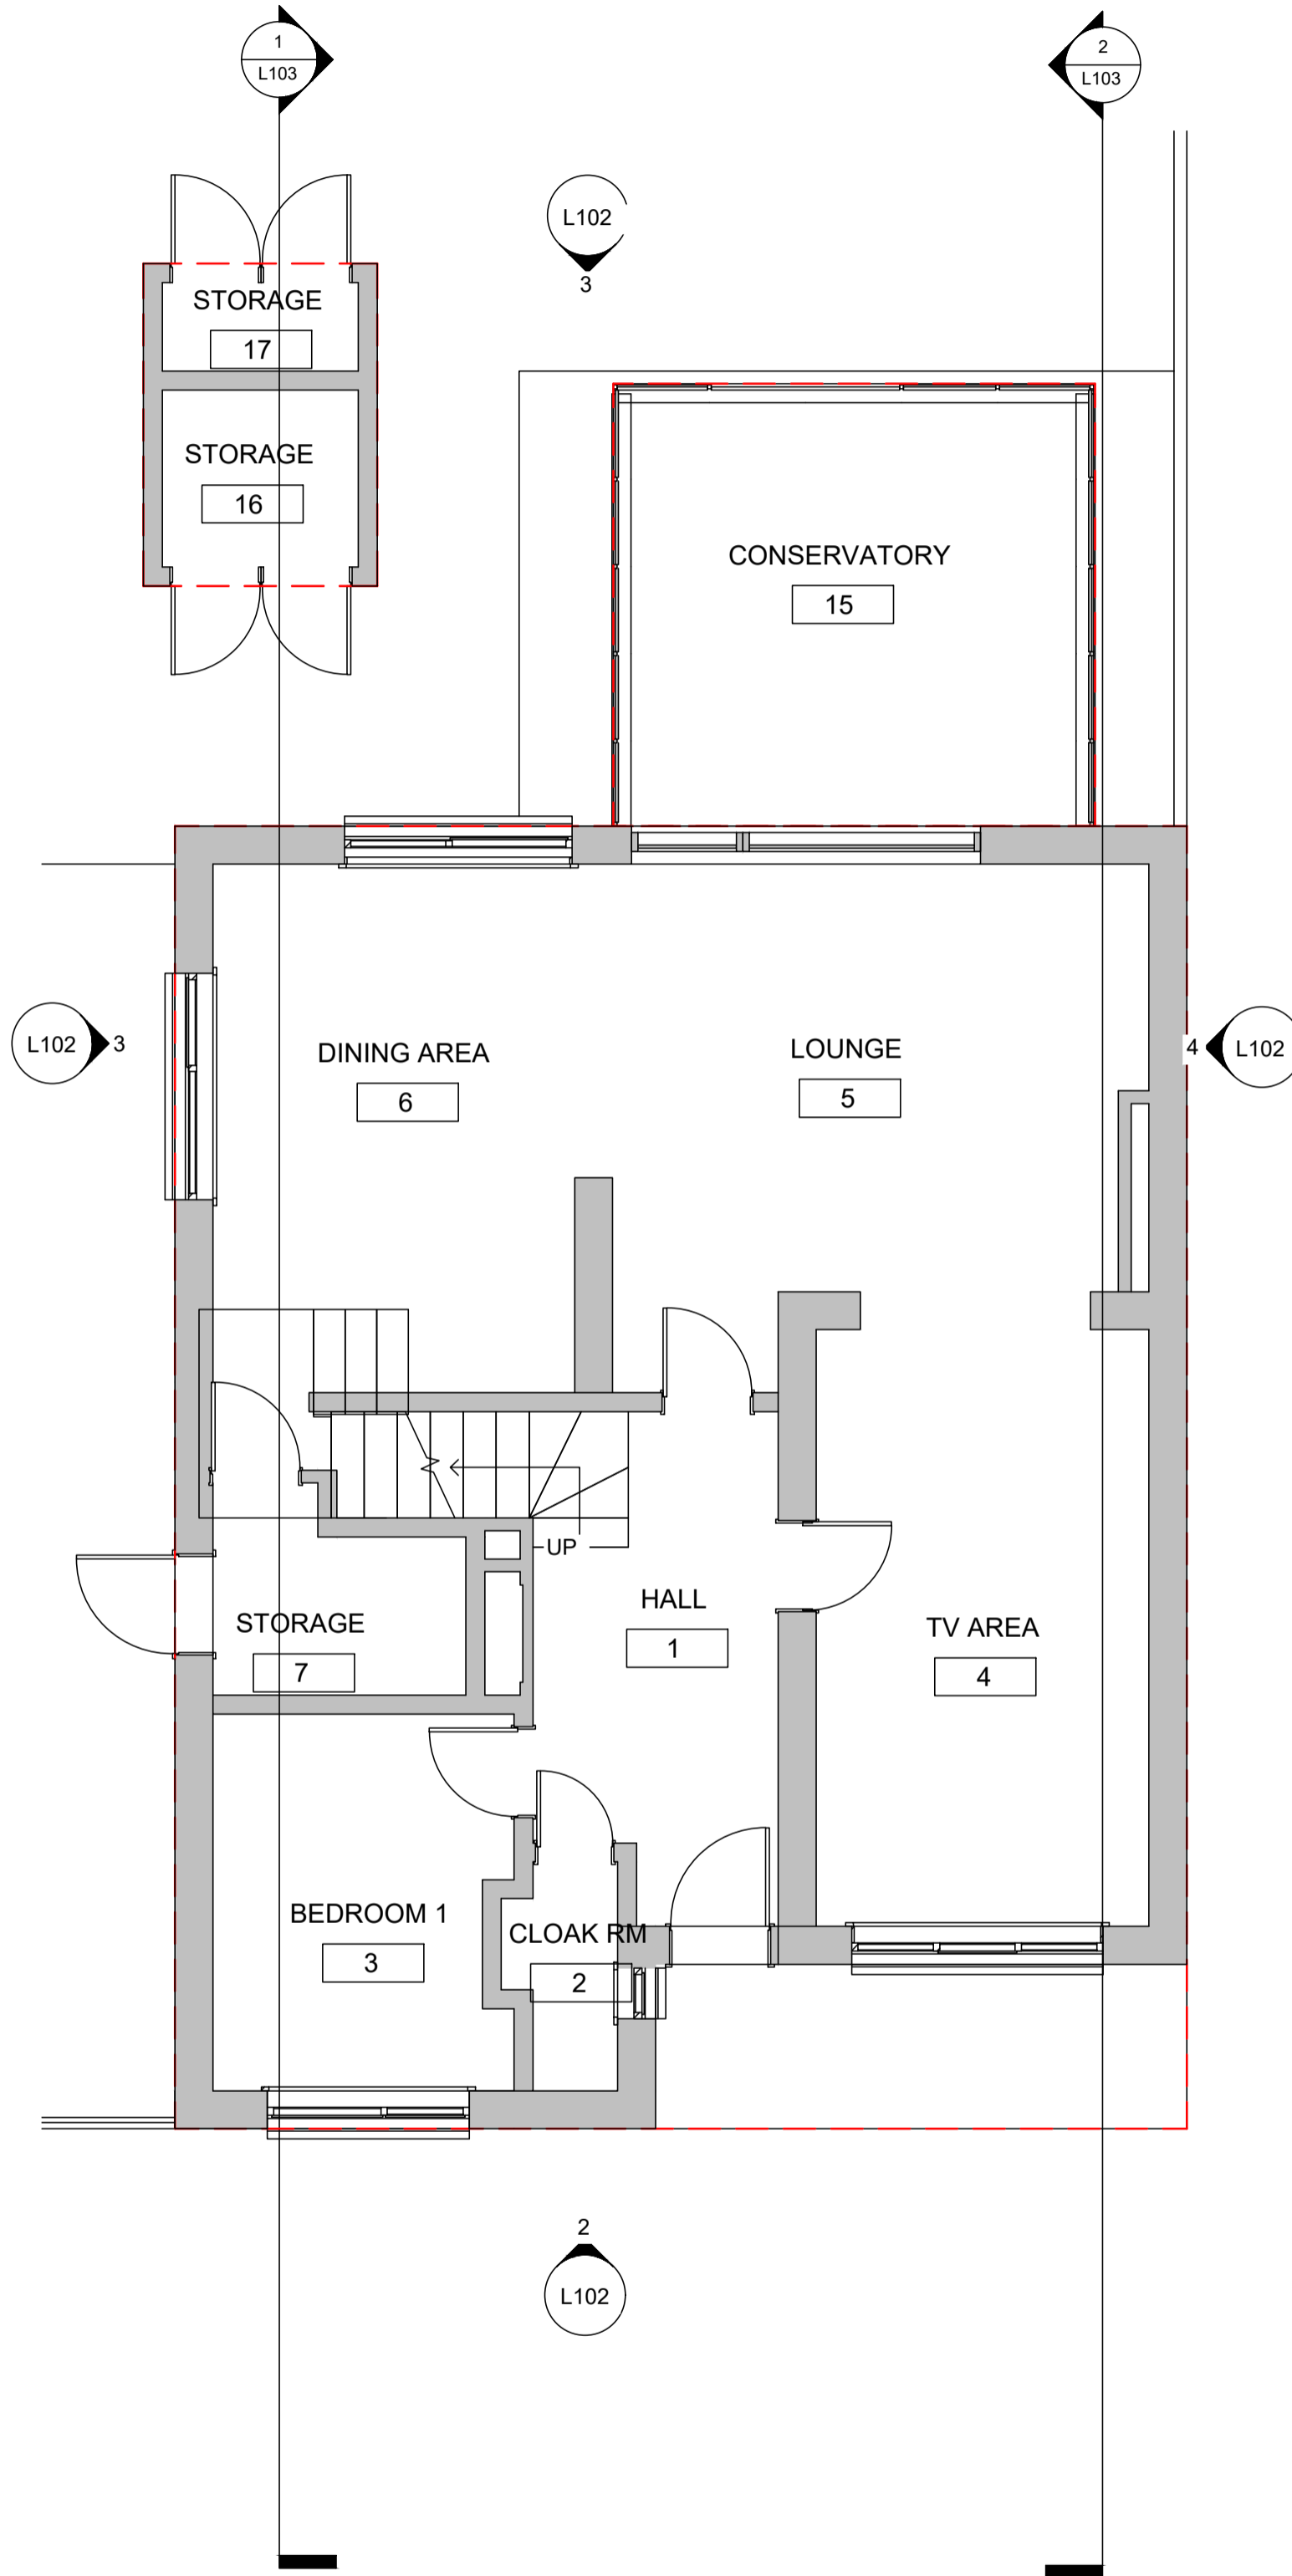 1
L103
2
L103
L102
3
STORAGE
17
STORAGE
16
CONSERVATORY
15
L102
3
DINING AREA
6
LOUNGE
5
4
L102
UP
HALL
1
STORAGE
7
TV AREA
4
BEDROOM 1
3
CLOAK RM
2
2
L102